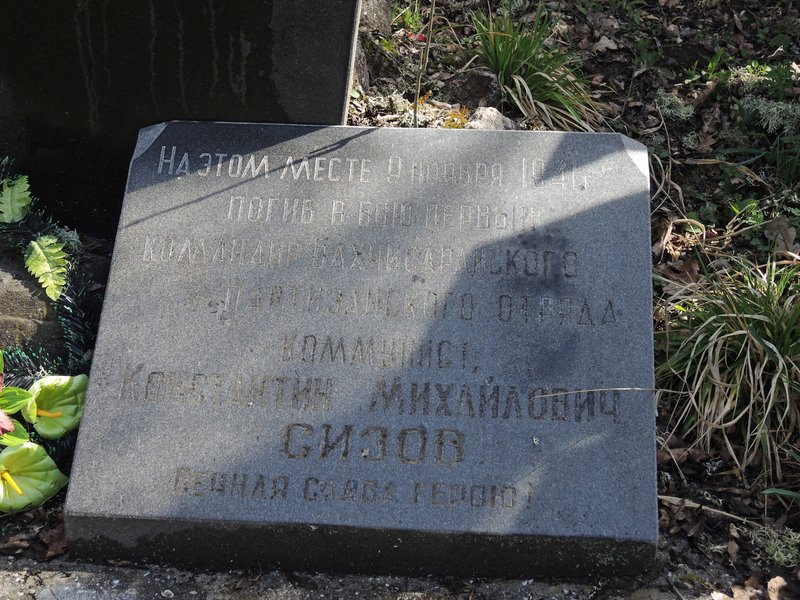 На этом месте 9 ноября 1941 г.
погиб в бою первый
командир Бахчисарайского
партизанского отряда
коммунист,
Константин Михайлович
СИЗОВ
Вечная слава герою!